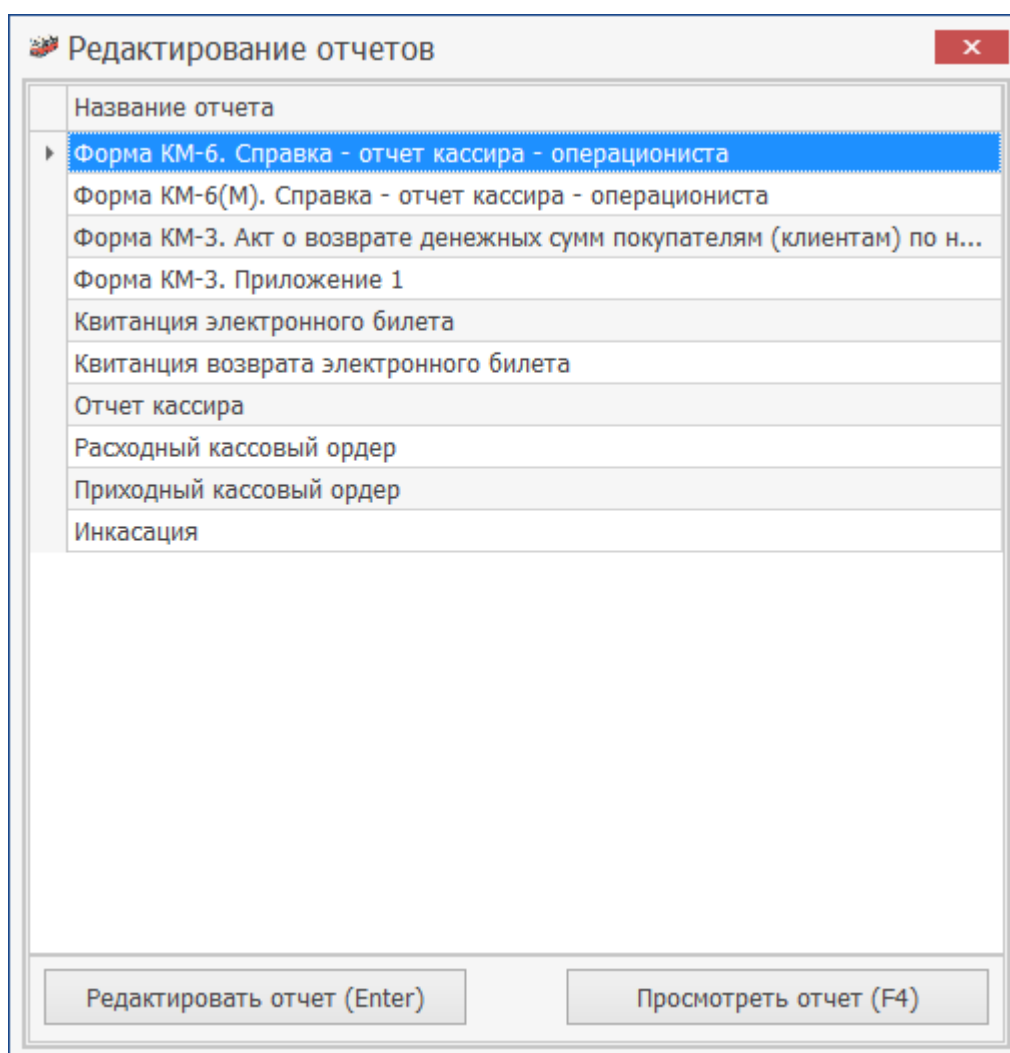 Редактирование отчетов
Название отчета
Форма КМ-6. Справка - отчет кассира - операциониста
Форма КМ-6(М). Справка - отчет кассира - операциониста
Форма КМ-3. Акт о возврате денежных сумм покупателям (клиентам) по н...
Форма КМ-3. Приложение 1
Квитанция электронного билета
Квитанция возврата электронного билета
Отчет кассира
Расходный кассовый ордер
Приходный кассовый ордер
Инкасация
Редактировать отчет (Enter) Просмотреть отчет (F4)